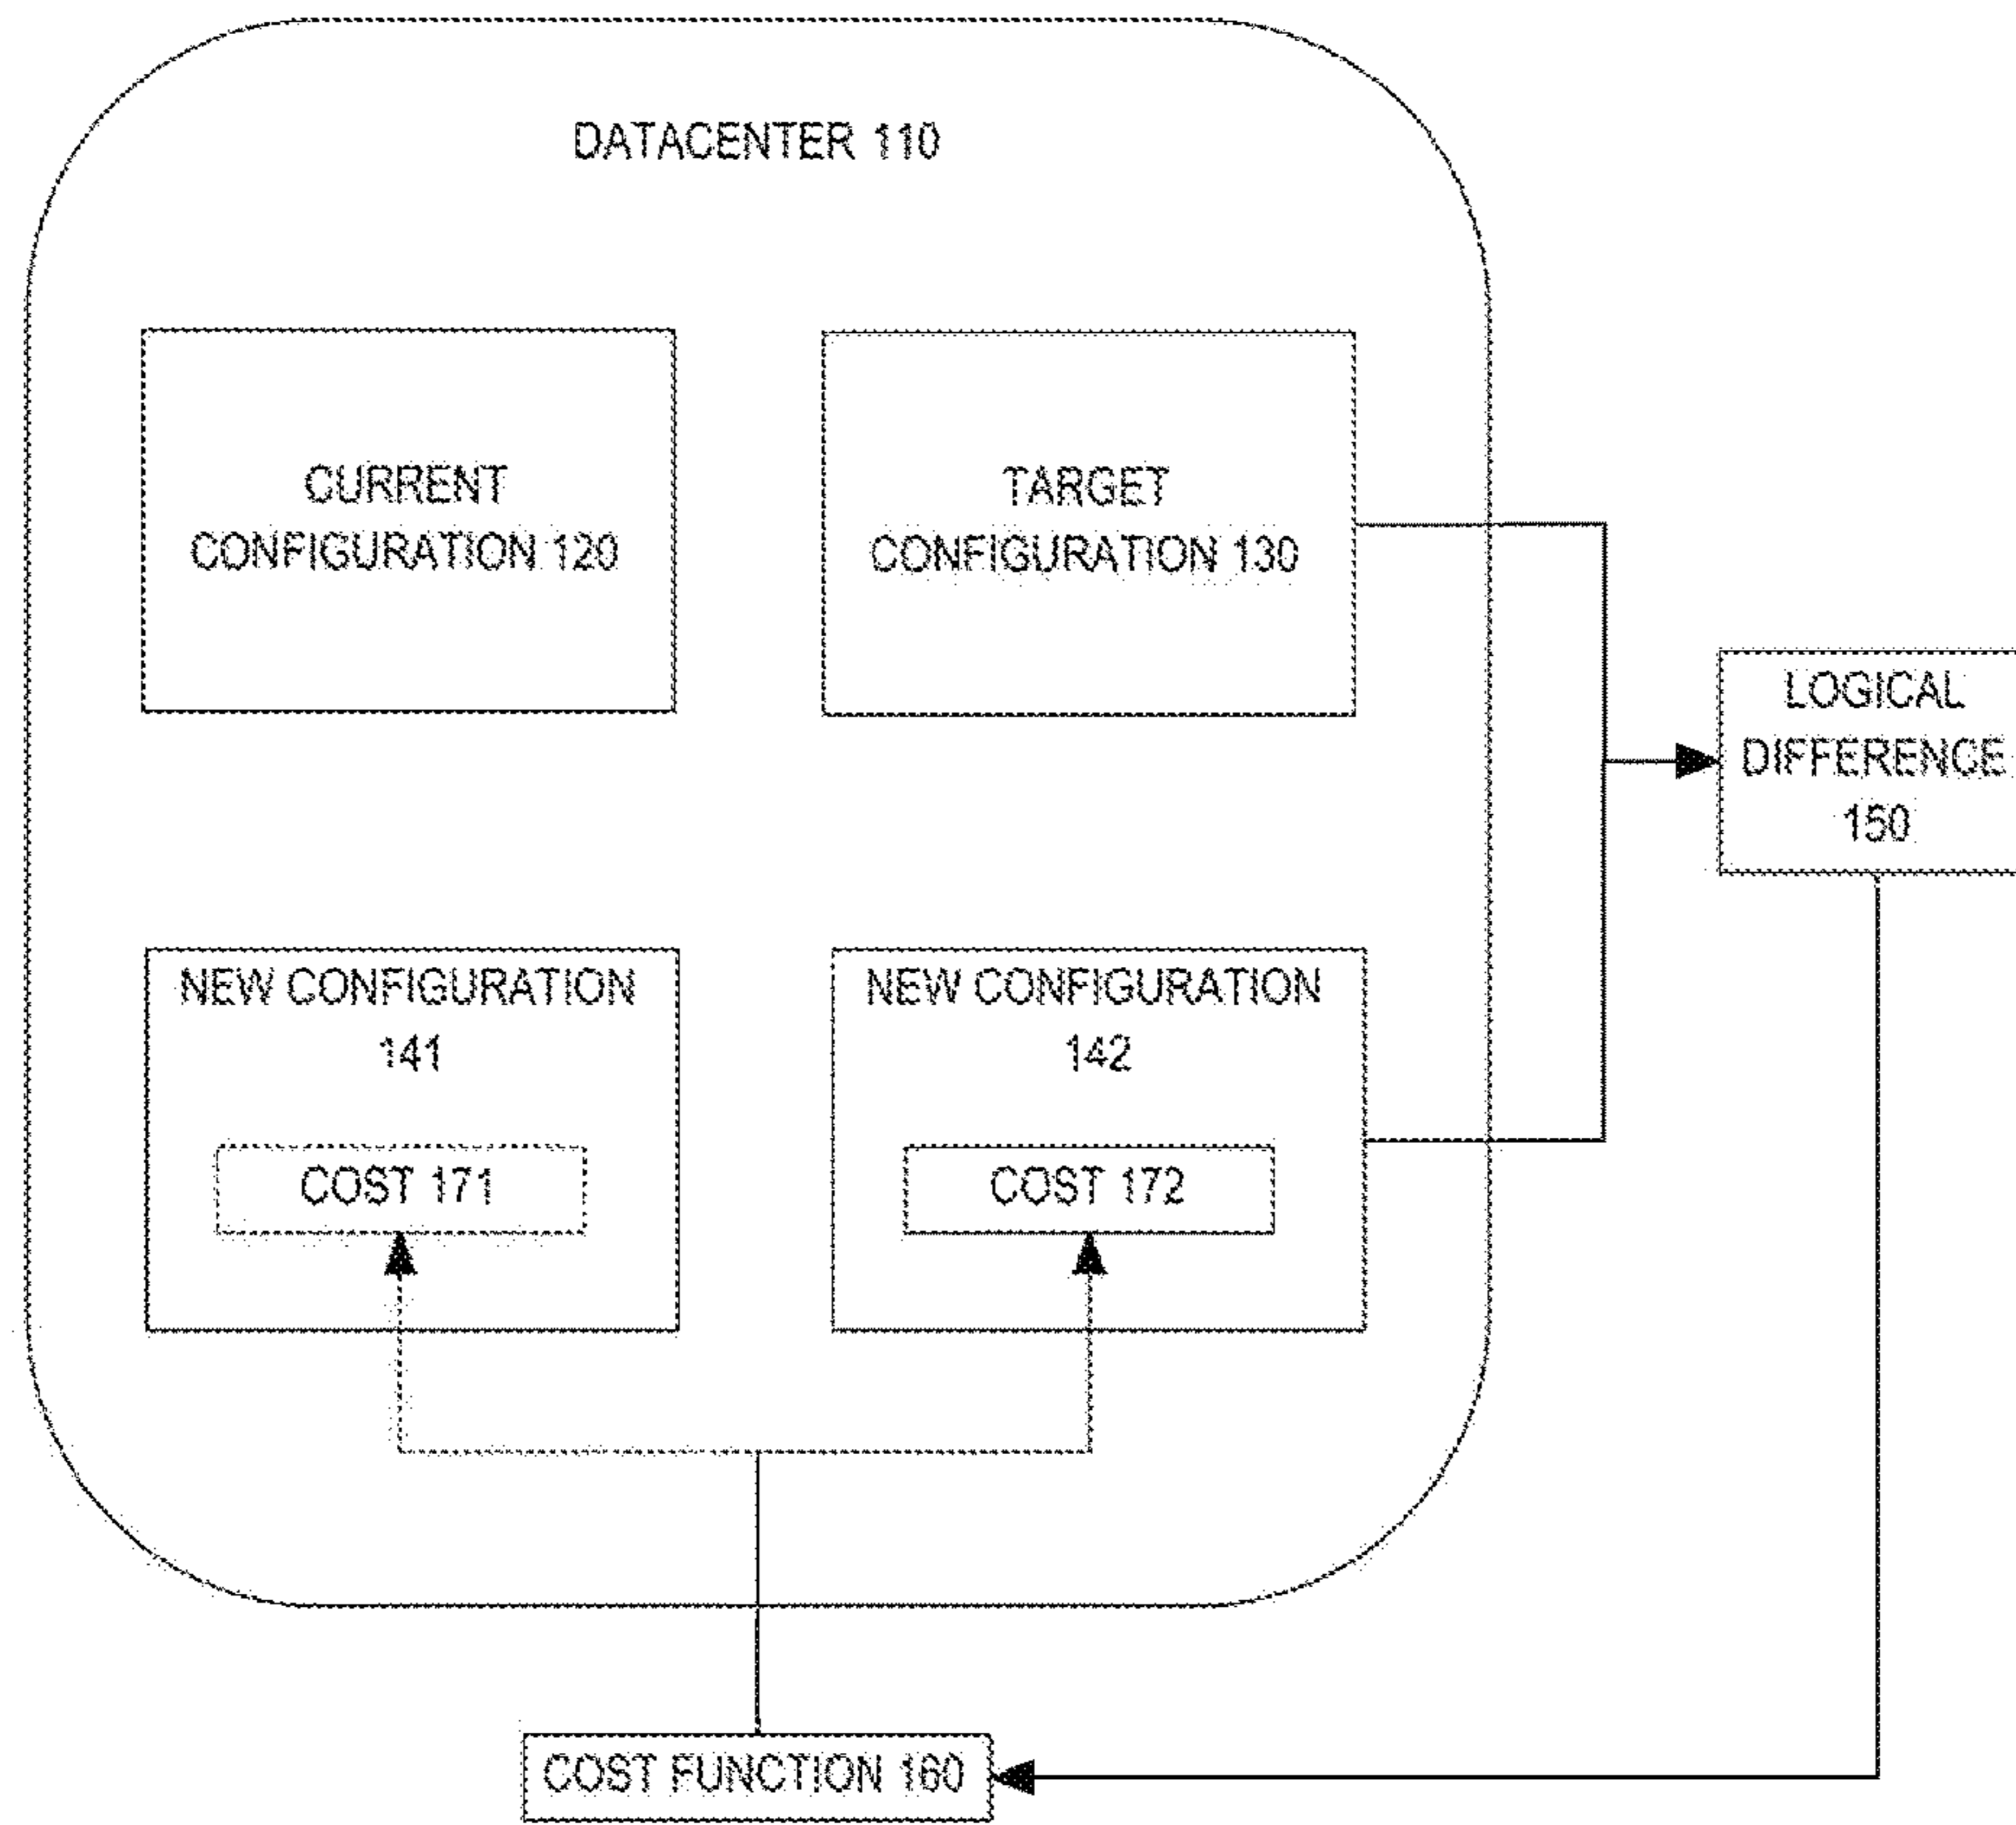 DATACENTER 110
CURRENT
CONFIGURATION 120
TARGET
CONFIGURATION 130
LOGICAL
DIFFERENCE
150
NEW CONFIGURATION
141
COST 171
NEW CONFIGURATION
142
COST 172
COST FUNCTION 160